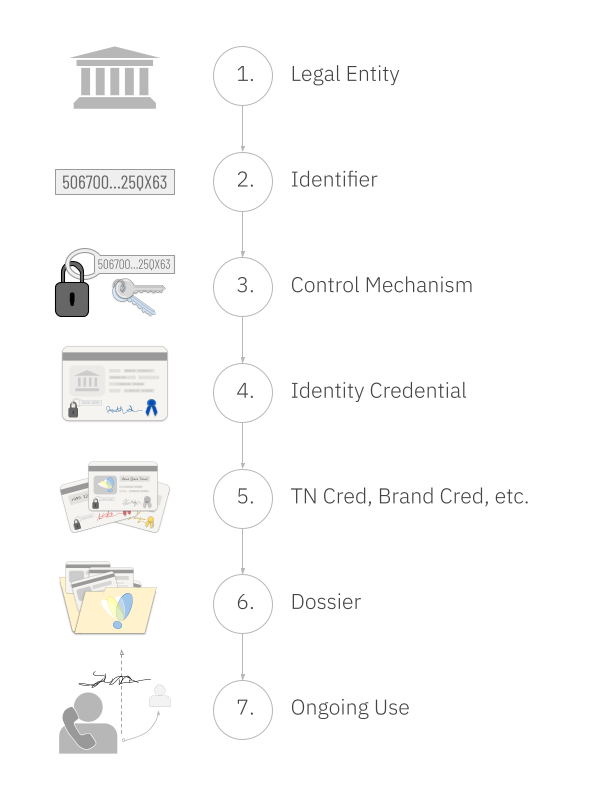 1. Legal Entity
506700...25QX63
2. Identifier
506700...25QX63
3. Control Mechanism
4. Identity Credential
5. TN Cred, Brand Cred, etc.
6. Dossier
7. Ongoing Use